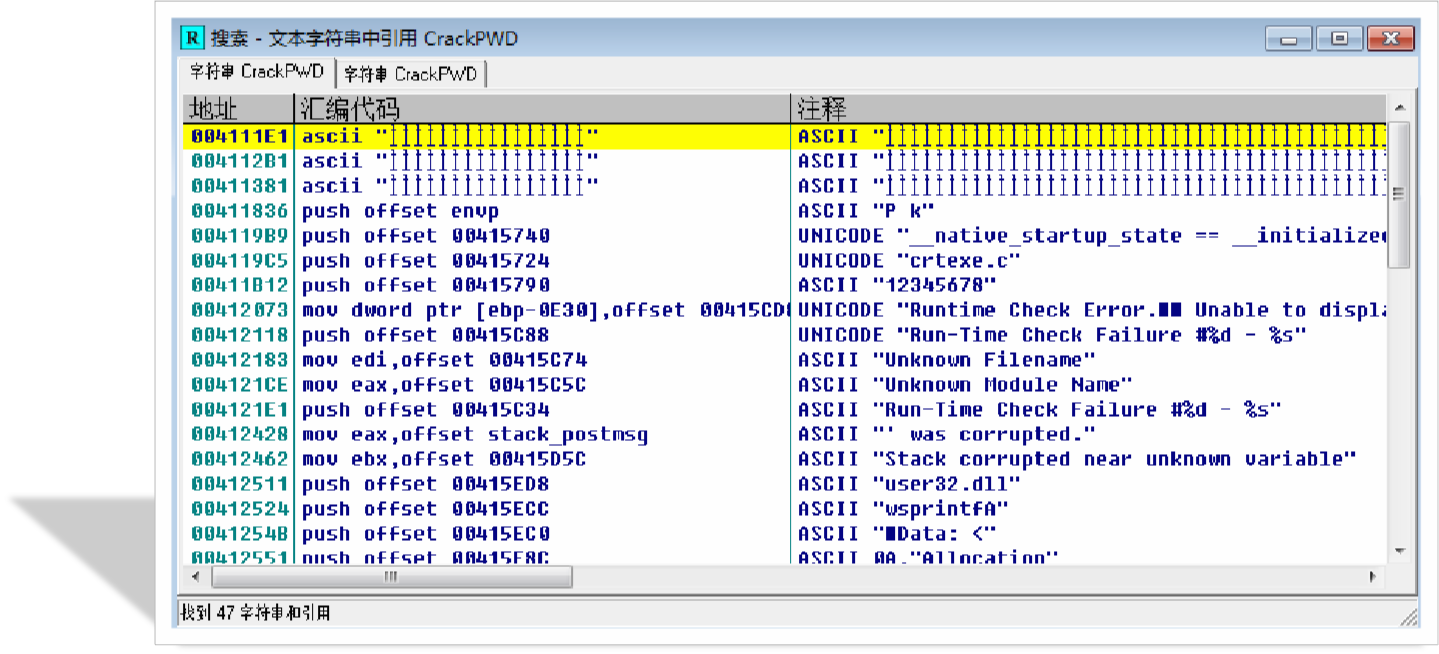 R 搜索 - 文本字符串中引用 CrackPWD
字符串 CrackPWD 字符串 CrackPWD
地址 汇编代码 注释
004111E1 ascii "ÌÌÌÌÌÌÌÌÌÌÌÌÌÌÌÌ" ASCII "ÌÌÌÌÌÌÌÌÌÌÌÌÌÌÌÌÌÌÌÌÌÌÌÌÌÌÌÌÌÌÌÌÌÌÌÌÌÌÌÌ
004112B1 ascii "ÌÌÌÌÌÌÌÌÌÌÌÌÌÌÌÌ" ASCII "ÌÌÌÌÌÌÌÌÌÌÌÌÌÌÌÌÌÌÌÌÌÌÌÌÌÌÌÌÌÌÌÌÌÌÌÌÌÌÌÌ
00411381 ascii "ÌÌÌÌÌÌÌÌÌÌÌÌÌÌÌÌ" ASCII "ÌÌÌÌÌÌÌÌÌÌÌÌÌÌÌÌÌÌÌÌÌÌÌÌÌÌÌÌÌÌÌÌÌÌÌÌÌÌÌÌ
00411836 push offset envp ASCII "P k"
004119B9 push offset 00415740 UNICODE "__native_startup_state == __initialized
004119C5 push offset 00415724 UNICODE "crtexe.c"
00411B12 push offset 00415790 ASCII "12345678"
00412073 mov dword ptr [ebp-0E30],offset 00415CD8 UNICODE "Runtime Check Error.■■ Unable to displa
00412118 push offset 00415C88 UNICODE "Run-Time Check Failure #%d - %s"
00412183 mov edi,offset 00415C74 ASCII "Unknown Filename"
004121CE mov eax,offset 00415C5C ASCII "Unknown Module Name"
004121E1 push offset 00415C34 ASCII "Run-Time Check Failure #%d - %s"
00412428 mov eax,offset stack_postmsg ASCII "' was corrupted."
00412462 mov ebx,offset 00415D5C ASCII "Stack corrupted near unknown variable"
00412511 push offset 00415ED8 ASCII "user32.dll"
00412524 push offset 00415ECC ASCII "wsprintfA"
0041254B push offset 00415EC0 ASCII "■Data: <"
00412551 push offset 00415E8C ASCII 0A,"Allocation"
找到 47 字符串和引用